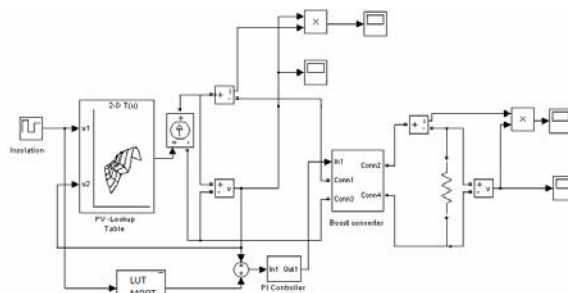 2-D T(u)
u1
u2
Insolation
PV-Lookup
Table
+
i
-
+
v
-
×
In1
Conn2
Conn1
Conn3
Conn4
Boost converter
+
i
-
+
v
-
×
In1 Out1
PI Controller
LUT
MPPT